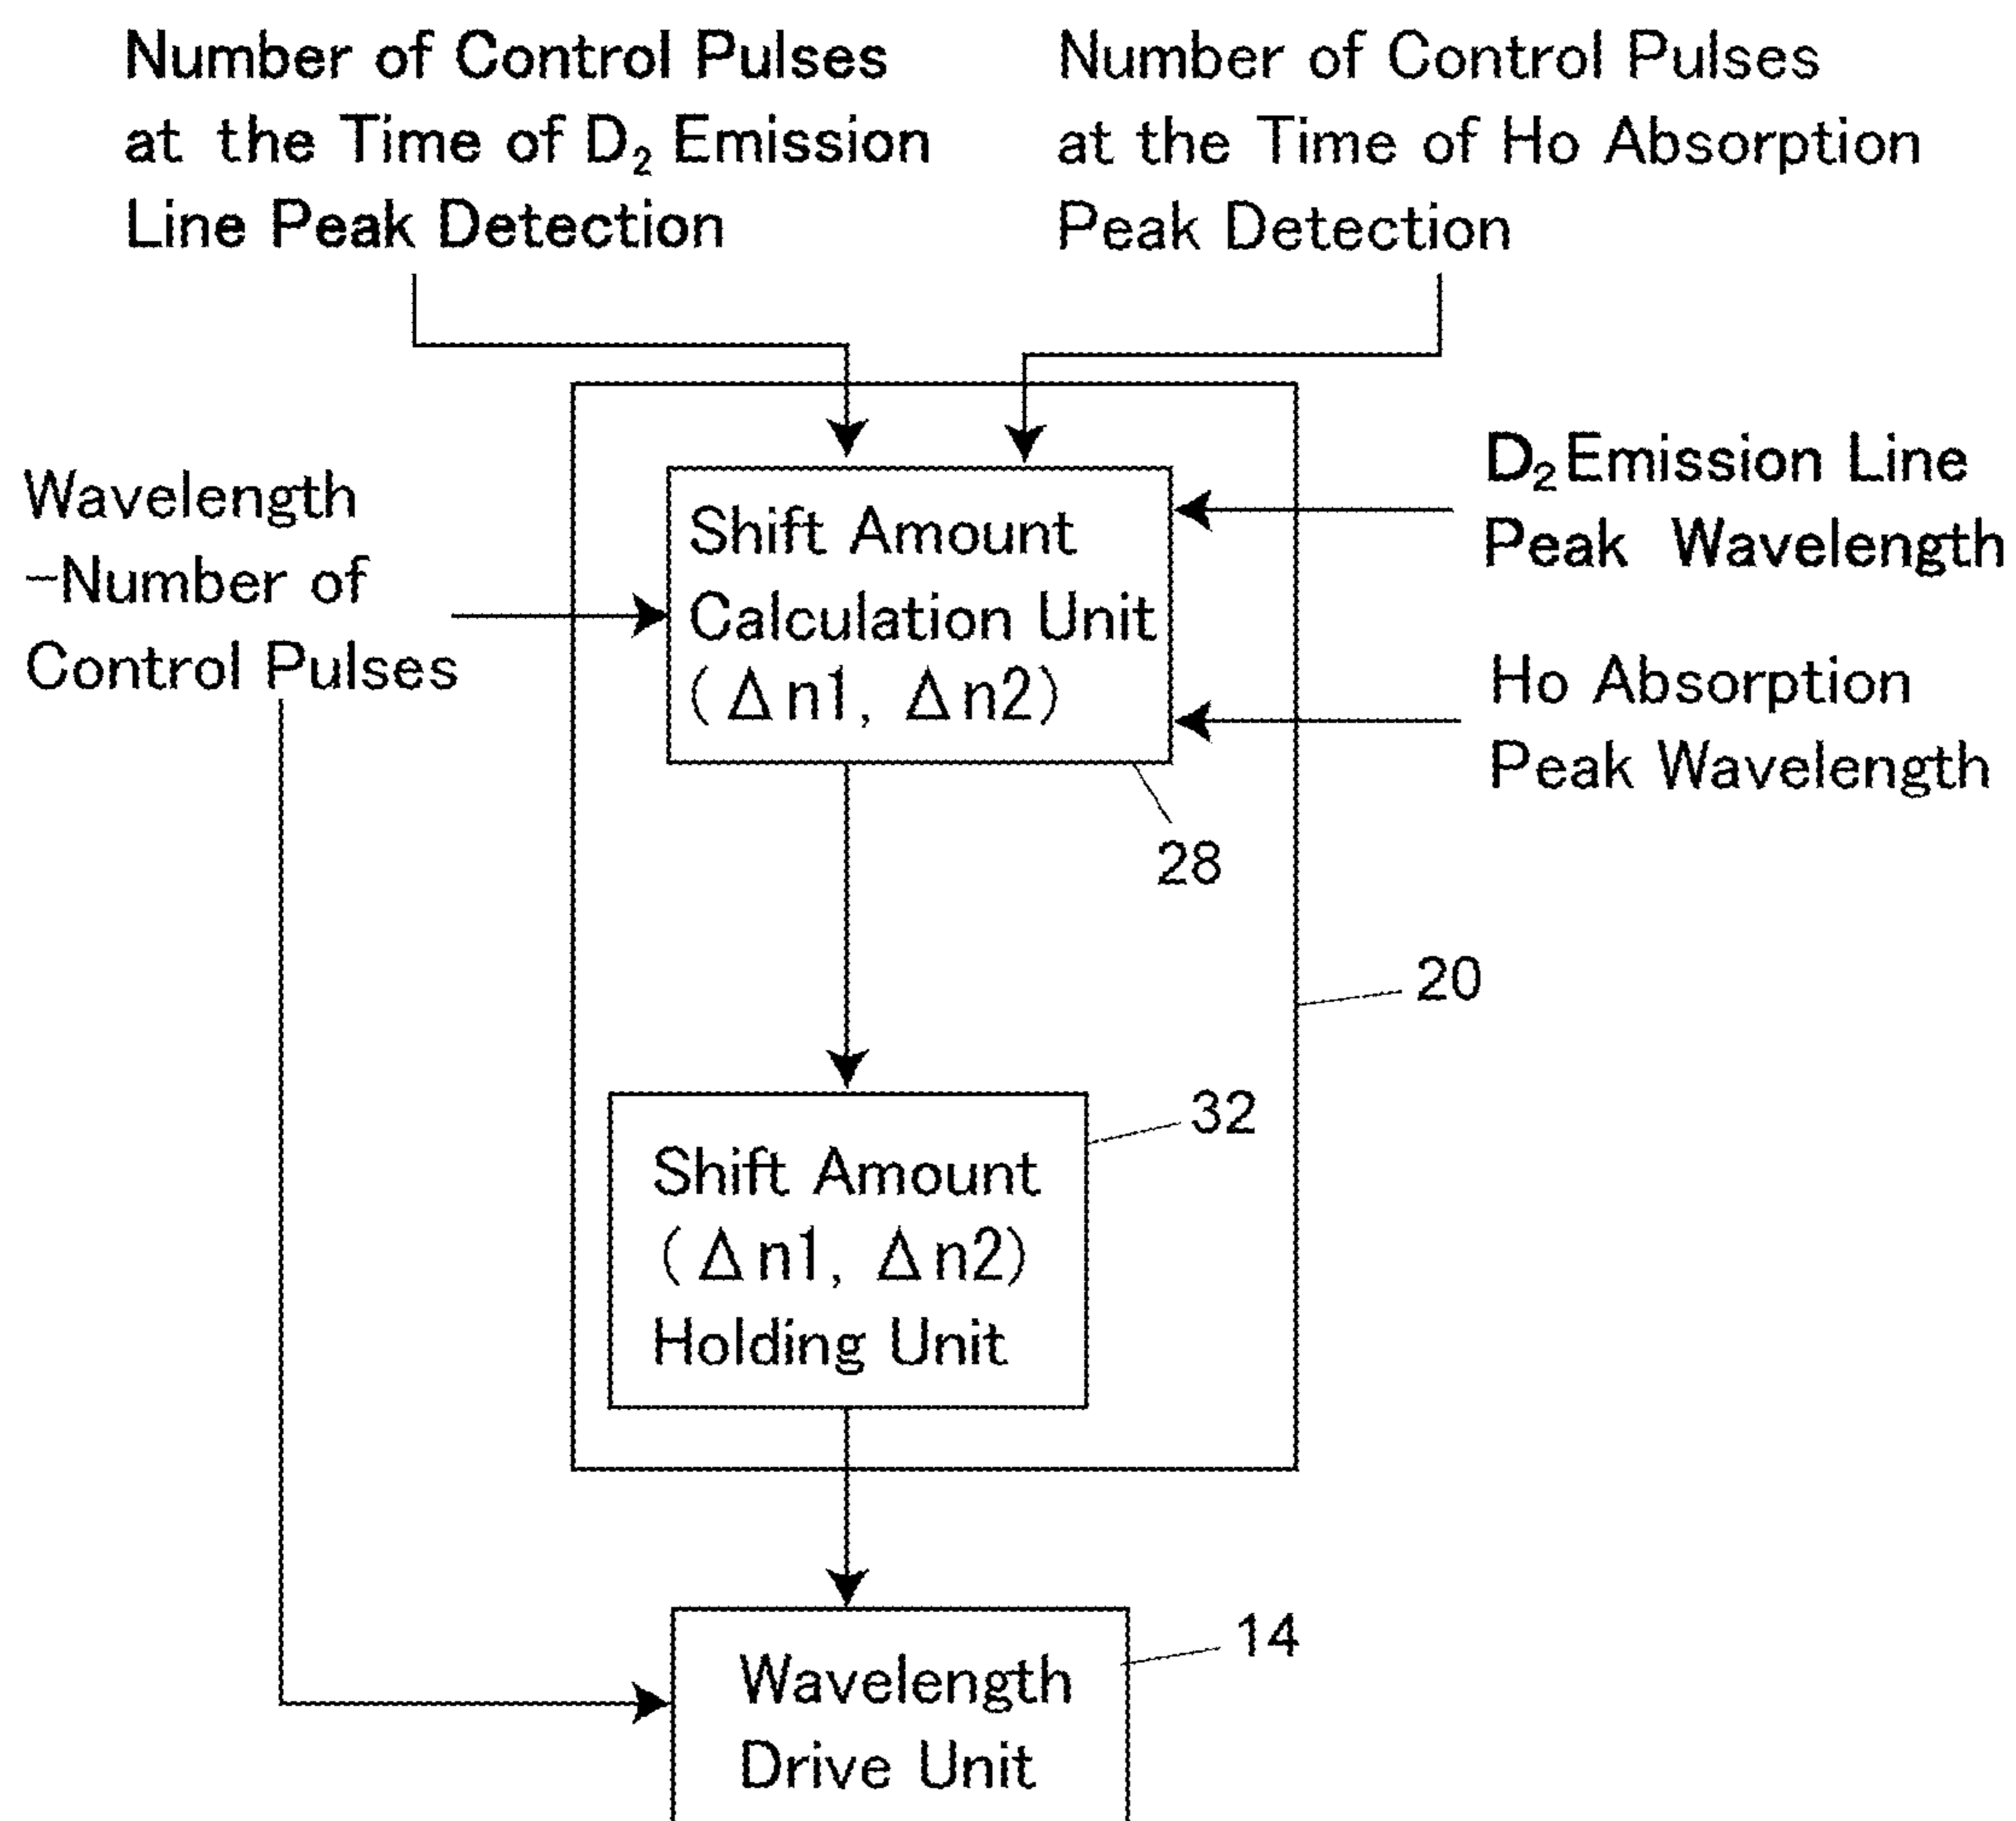 Number of Control Pulses
at the Time of D₂ Emission
Line Peak Detection
Number of Control Pulses
at the Time of Ho Absorption
Peak Detection
Wavelength
-Number of
Control Pulses
Shift Amount
Calculation Unit
(Δn1, Δn2)
D₂ Emission Line
Peak Wavelength
Ho Absorption
Peak Wavelength
28
20
32
Shift Amount
(Δn1, Δn2)
Holding Unit
14
Wavelength
Drive Unit